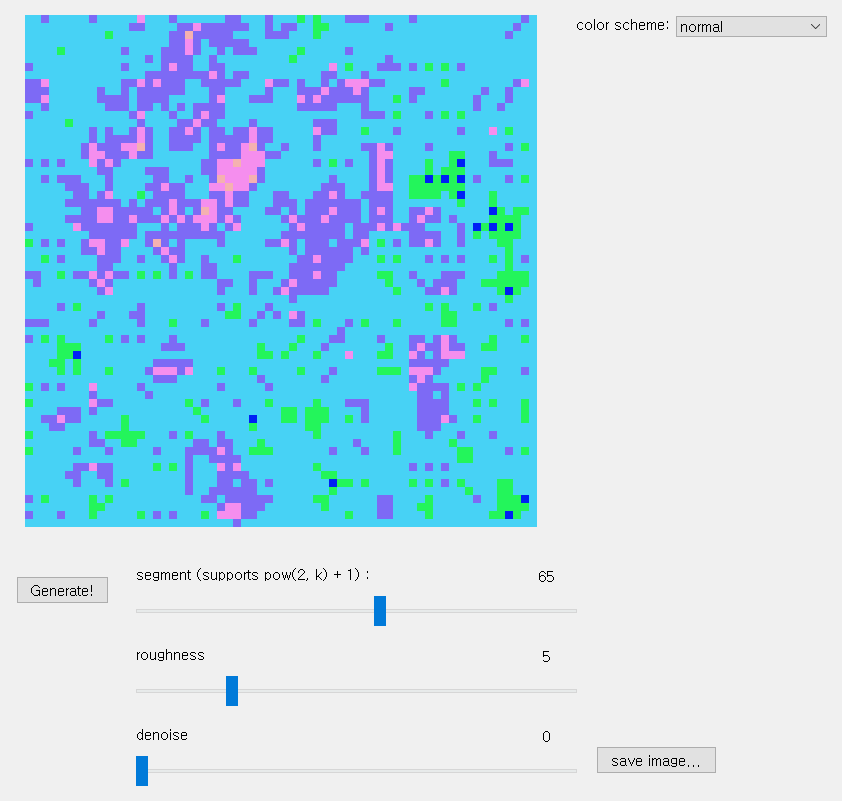 color scheme: normal
segment (supports pow(2, k) + 1) : 65
Generate!
roughness 5
denoise 0
save image...